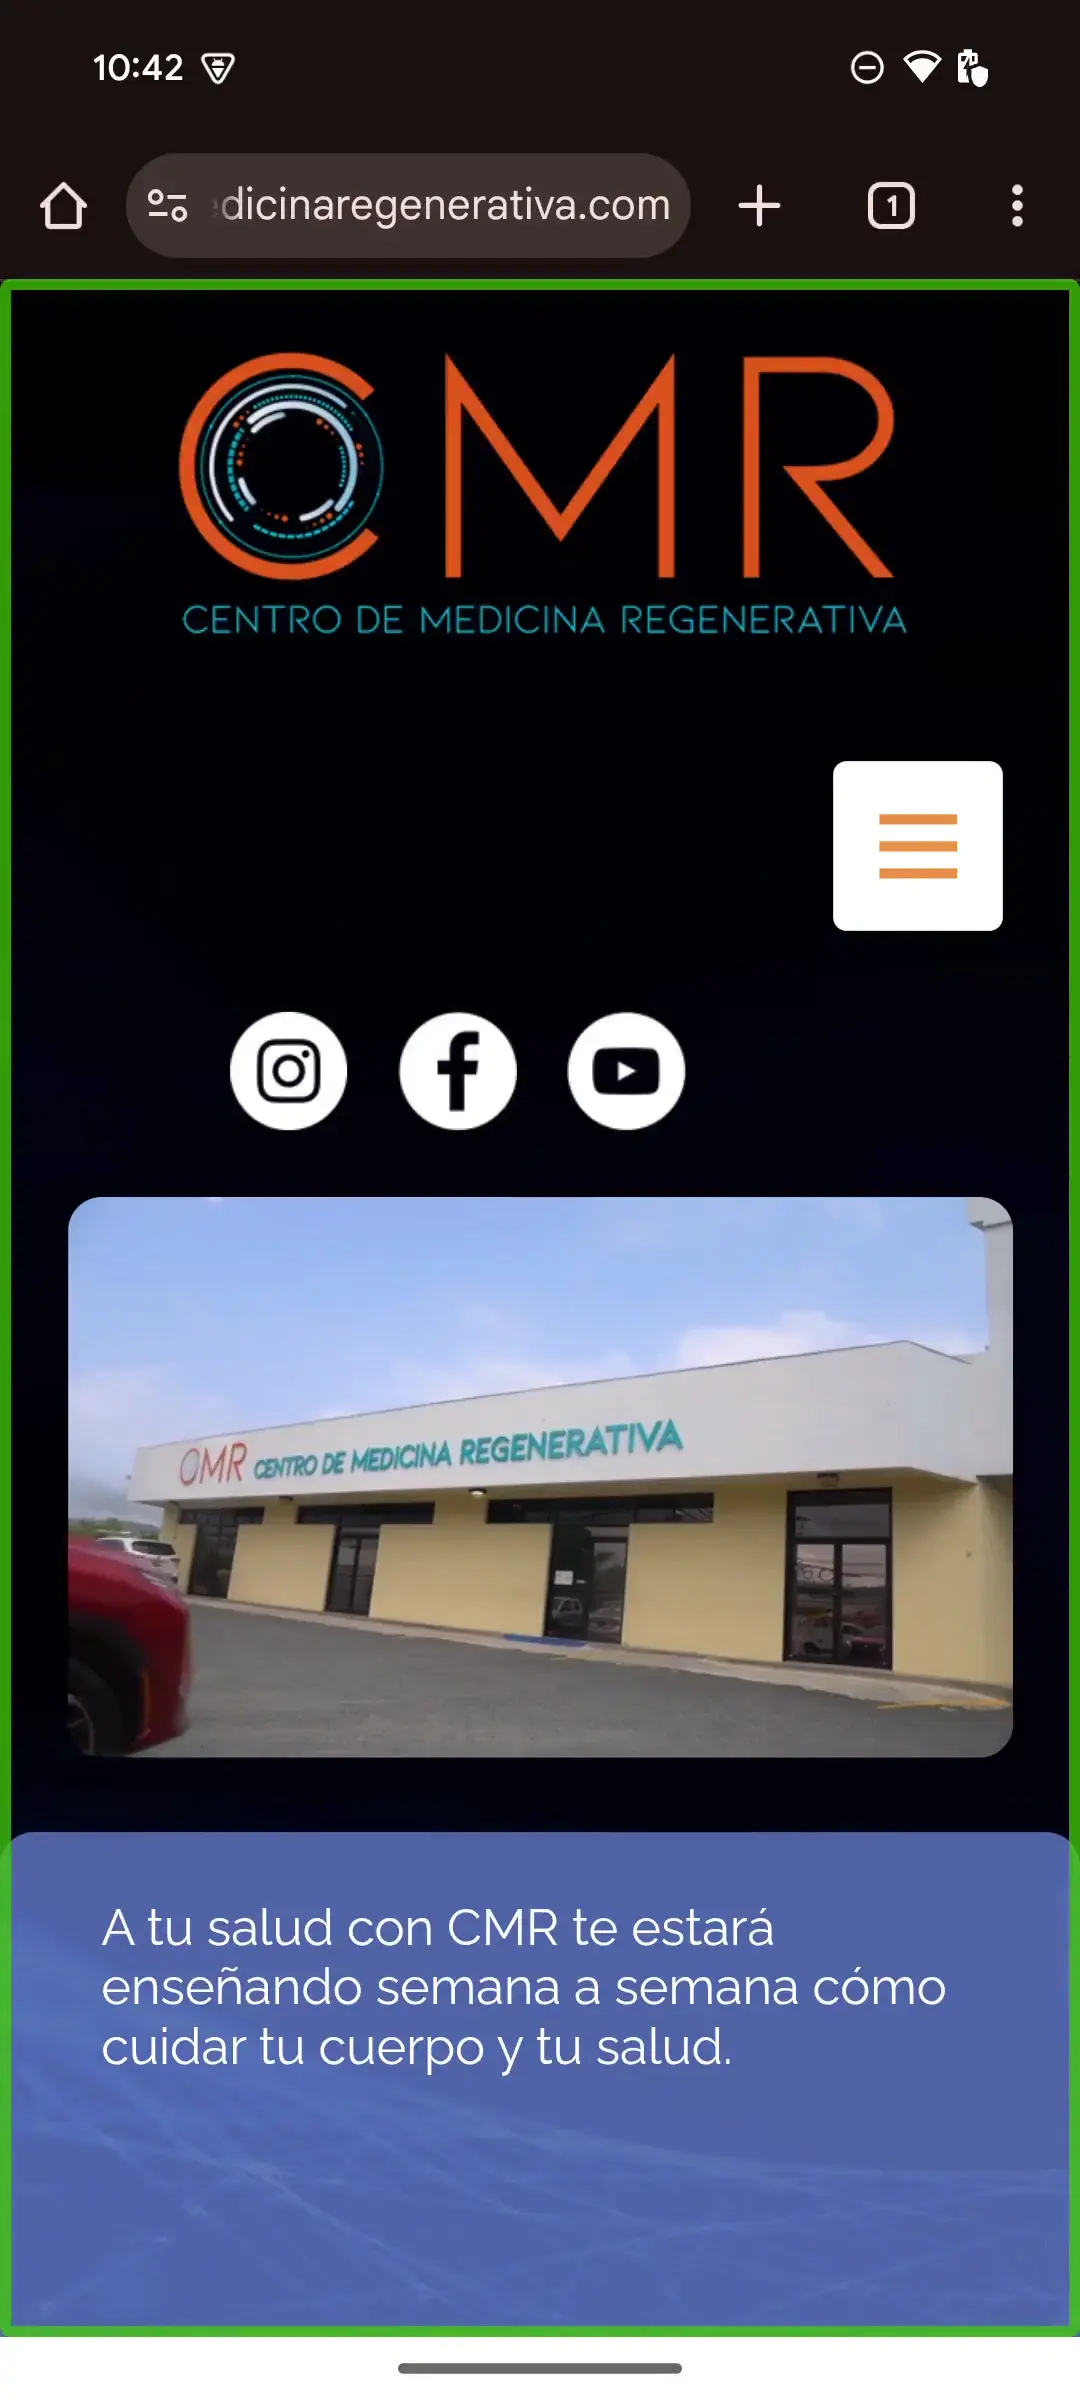 10:42
dicinaregenerativa.com
1
CMR
CENTRO DE MEDICINA REGENERATIVA
CMR CENTRO DE MEDICINA REGENERATIVA
A tu salud con CMR te estará
enseñando semana a semana cómo
cuidar tu cuerpo y tu salud.